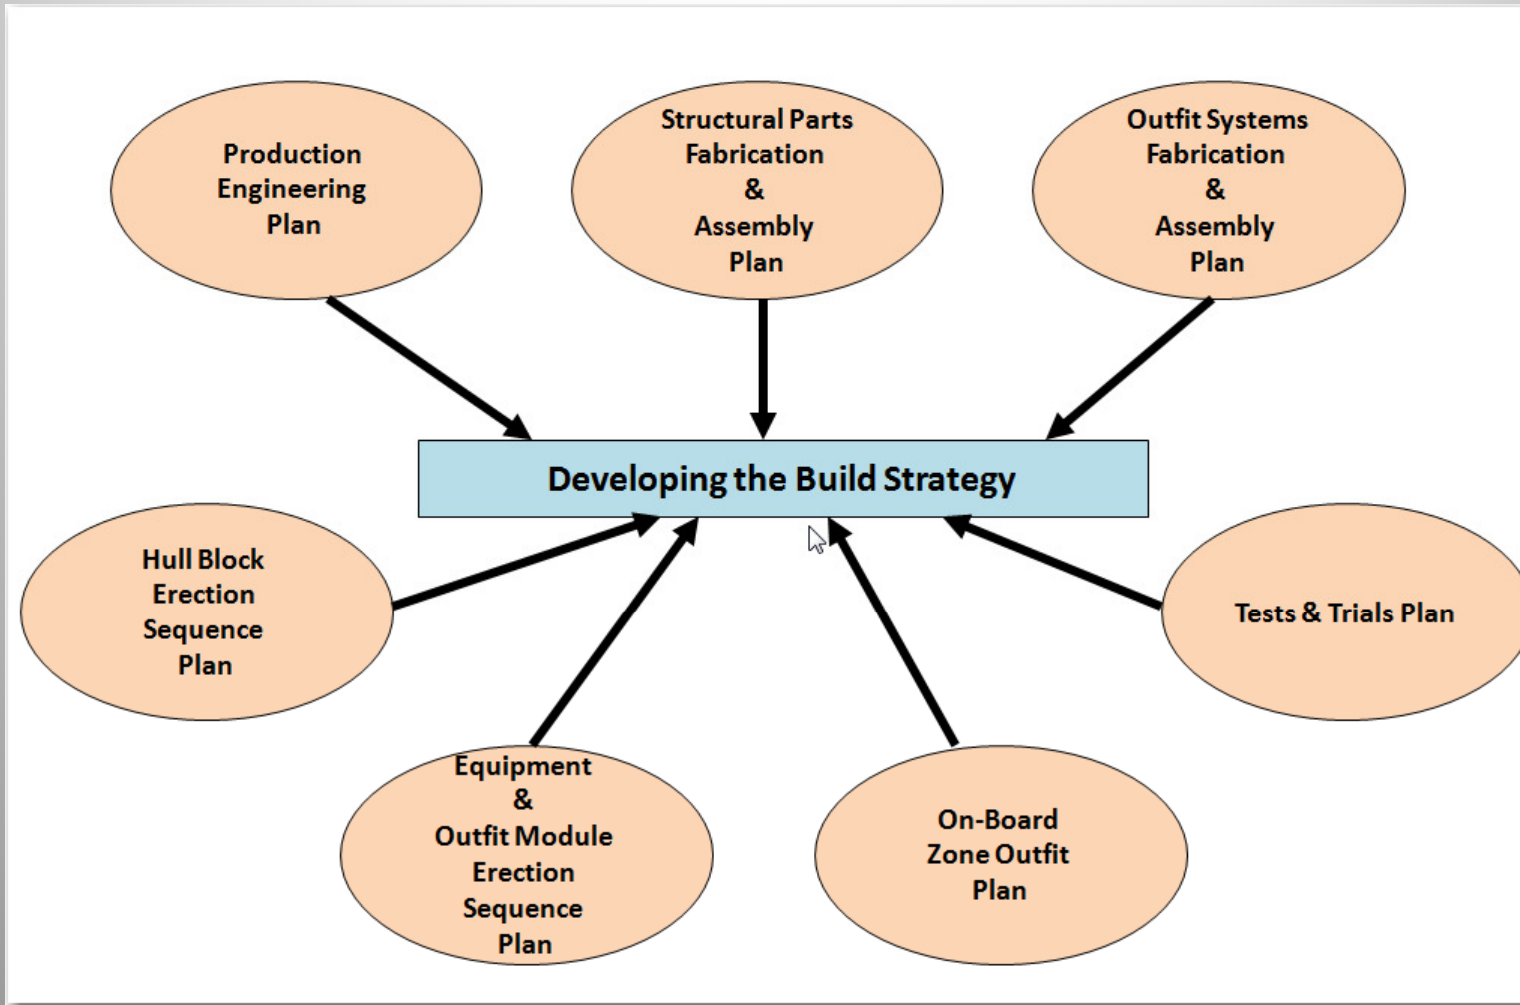 Production
Engineering
Plan
Structural Parts
Fabrication
&
Assembly
Plan
Outfit Systems
Fabrication
&
Assembly
Plan
Developing the Build Strategy
Hull Block
Erection
Sequence
Plan
Tests & Trials Plan
Equipment
&
Outfit Module
Erection
Sequence
Plan
On-Board
Zone Outfit
Plan